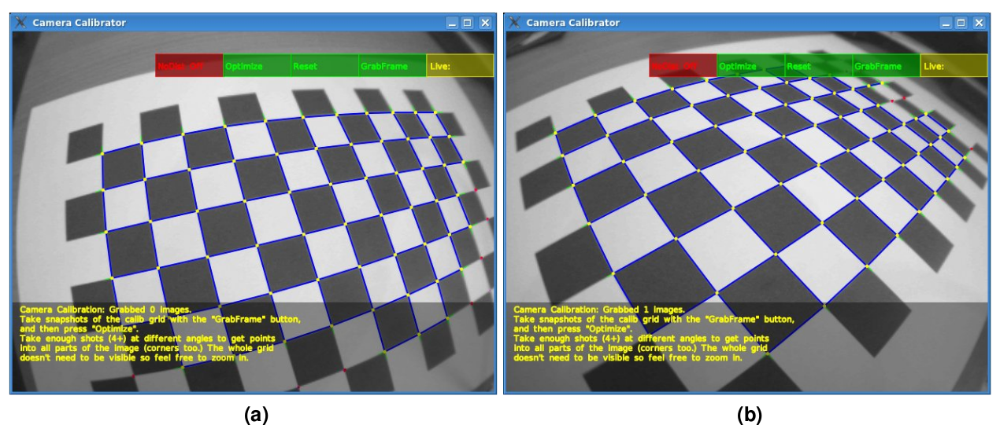 Camera Calibrator
NoDist: Off Optimize Reset GrabFrame Live:
Camera Calibration: Grabbed 0 images.
Take snapshots of the calib grid with the "GrabFrame" button,
and then press "Optimize".
Take enough shots (4+) at different angles to get points
into all parts of the image (corners too.) The whole grid
doesn't need to be visible so feel free to zoom in.
(a)
Camera Calibrator
NoDist: Off Optimize Reset GrabFrame Live:
Camera Calibration: Grabbed 1 images.
Take snapshots of the calib grid with the "GrabFrame" button,
and then press "Optimize".
Take enough shots (4+) at different angles to get points
into all parts of the image (corners too.) The whole grid
doesn't need to be visible so feel free to zoom in.
(b)